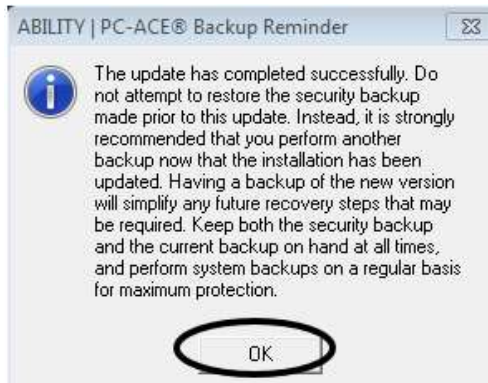 ABILITY | PC-ACE® Backup Reminder
The update has completed successfully. Do
not attempt to restore the security backup
made prior to this update. Instead, it is strongly
recommended that you perform another
backup now that the installation has been
updated. Having a backup of the new version
will simplify any future recovery steps that may
be required. Keep both the security backup
and the current backup on hand at all times,
and perform system backups on a regular basis
for maximum protection.
OK